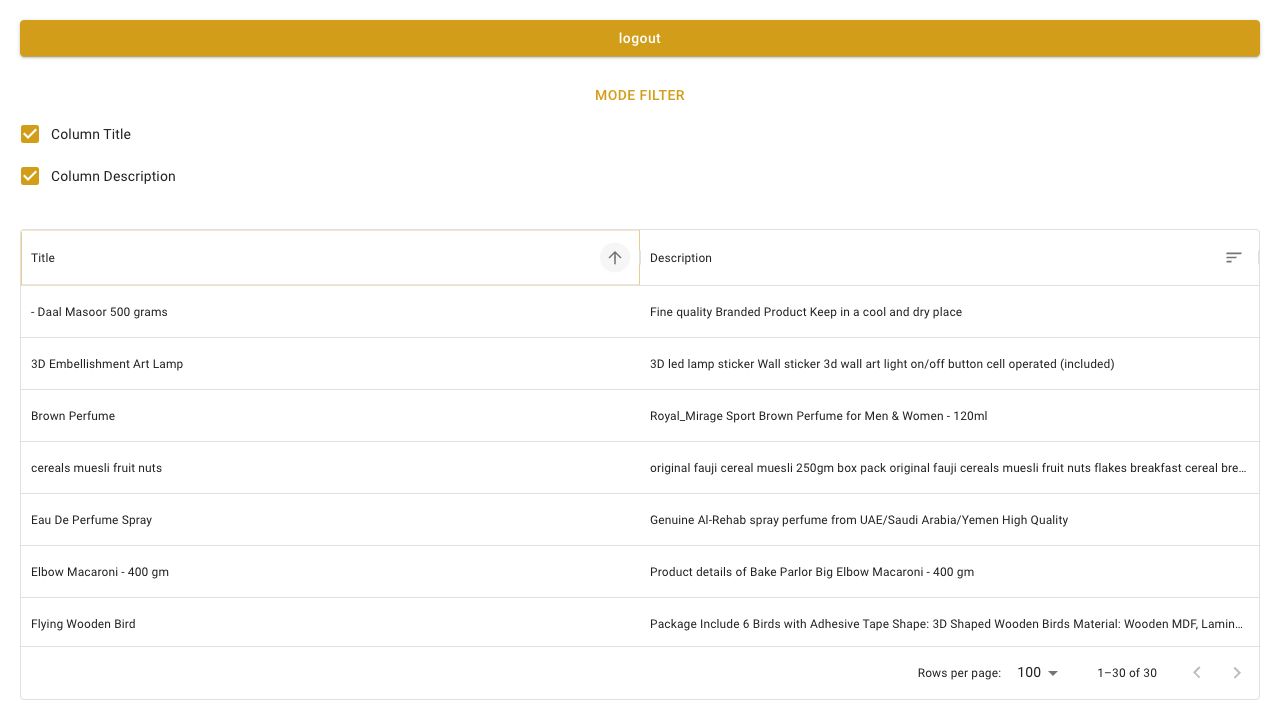 logout
MODE FILTER
Column Title
Column Description
Title
Description
- Daal Masoor 500 grams
Fine quality Branded Product Keep in a cool and dry place
3D Embellishment Art Lamp
3D led lamp sticker Wall sticker 3d wall art light on/off button cell operated (included)
Brown Perfume
Royal_Mirage Sport Brown Perfume for Men & Women - 120ml
cereals muesli fruit nuts
original fauji cereal muesli 250gm box pack original fauji cereals muesli fruit nuts flakes breakfast cereal bre...
Eau De Perfume Spray
Genuine Al-Rehab spray perfume from UAE/Saudi Arabia/Yemen High Quality
Elbow Macaroni - 400 gm
Product details of Bake Parlor Big Elbow Macaroni - 400 gm
Flying Wooden Bird
Package Include 6 Birds with Adhesive Tape Shape: 3D Shaped Wooden Birds Material: Wooden MDF, Lamin...
Rows per page: 100 1–30 of 30